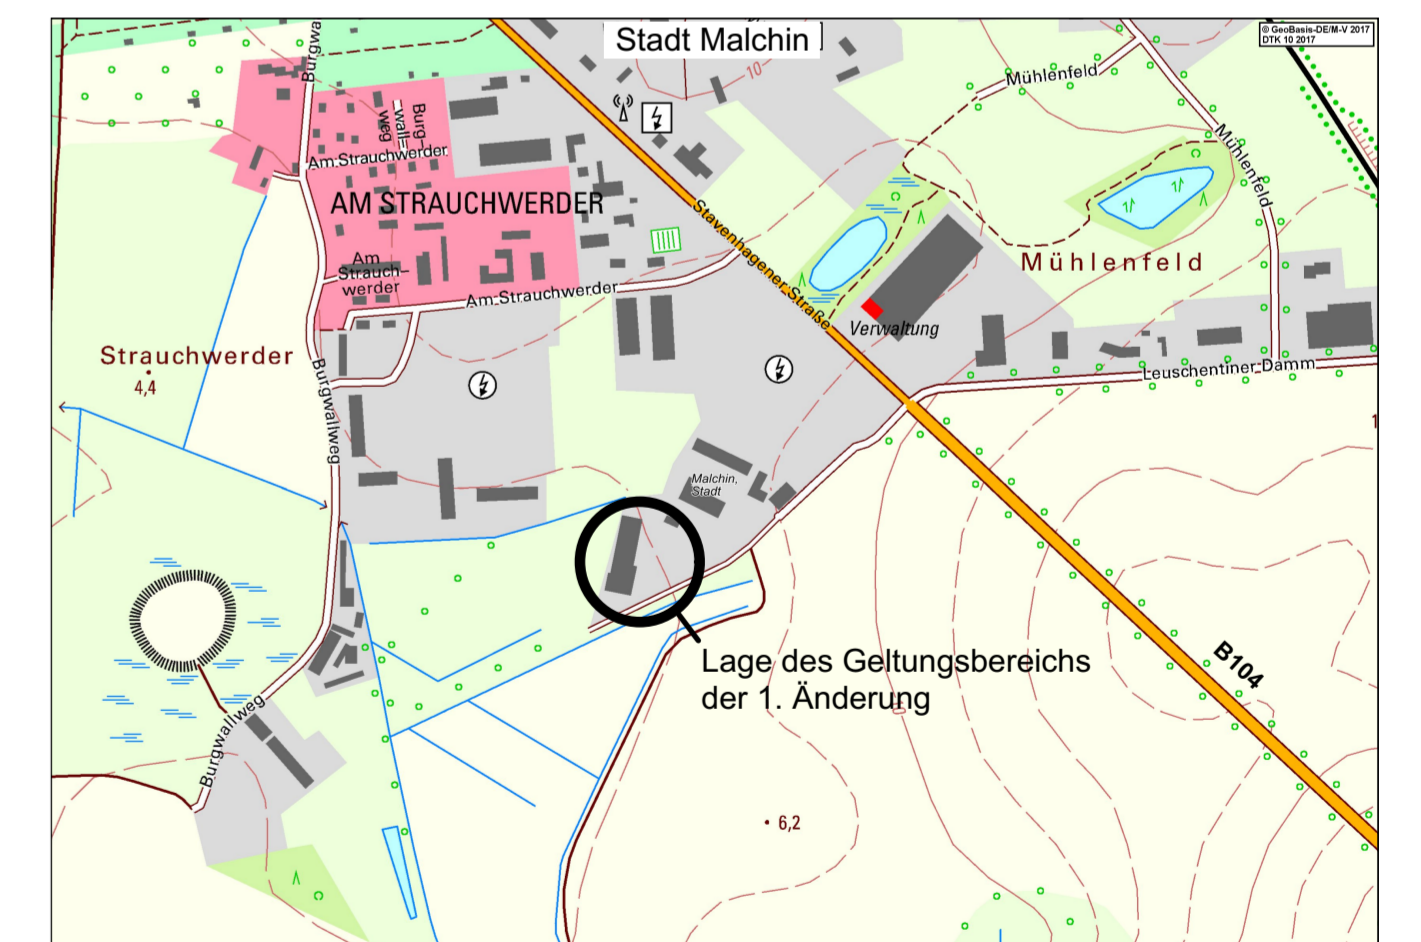 Stadt Malchin
© GeoBasis-DE/M-V 2017
DTK 10 2017
Burgwa
10
Mühlenfeld
Burg–
wall=
weg
Am Strauchwerder
Mühlenfeld
AM STRAUCHWERDER
Stavenhagener Straße
Am
Strauch–
werder
Mühlenfeld
Am Strauchwerder
Verwaltung
Strauchwerder
4,4
Burgwallweg
Leuschentiner Damm
1
Malchin,
Stadt
Lage des Geltungsbereichs
der 1. Änderung
B104
Burgwallweg
6,2